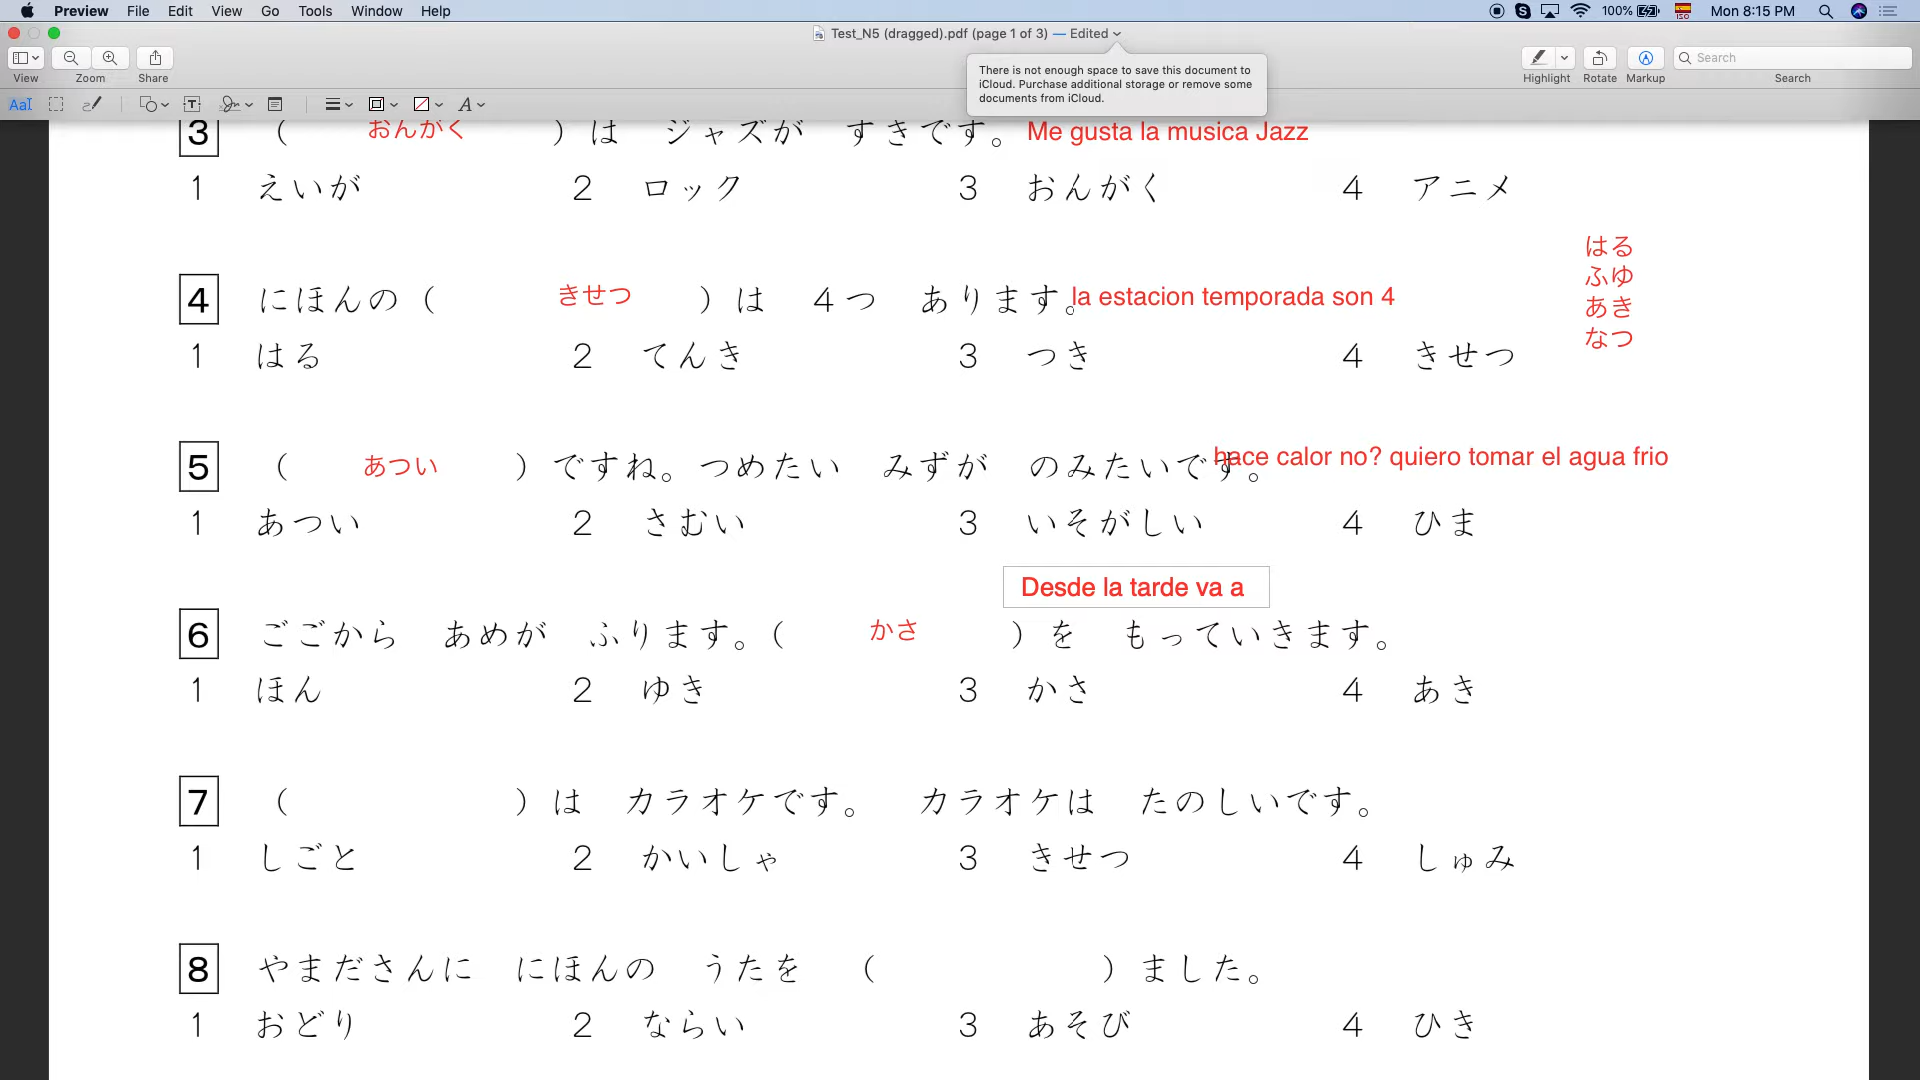 Preview File Edit View Go Tools Window Help 100% ISO Mon 8:15 PM
Test_N5 (dragged).pdf (page 1 of 3) — Edited
View Zoom Share Highlight Rotate Markup Search Search
There is not enough space to save this document to
iCloud. Purchase additional storage or remove some
documents from iCloud.
AaI T A
3 ( おんがく )は ジャズが すきです。 Me gusta la musica Jazz
1 えいが 2 ロック 3 おんがく 4 アニメ
はる
ふゆ
あき
なつ
4 にほんの( きせつ )は 4つ あります。 la estacion temporada son 4
1 はる 2 てんき 3 つき 4 きせつ
5 ( あつい )ですね。つめたい みずが のみたいです。 hace calor no? quiero tomar el agua frio
1 あつい 2 さむい 3 いそがしい 4 ひま
Desde la tarde va a
6 ごごから あめが ふります。( かさ )を もっていきます。
1 ほん 2 ゆき 3 かさ 4 あき
7 ( )は カラオケです。 カラオケは たのしいです。
1 しごと 2 かいしゃ 3 きせつ 4 しゅみ
8 やまださんに にほんの うたを ( )ました。
1 おどり 2 ならい 3 あそび 4 ひき